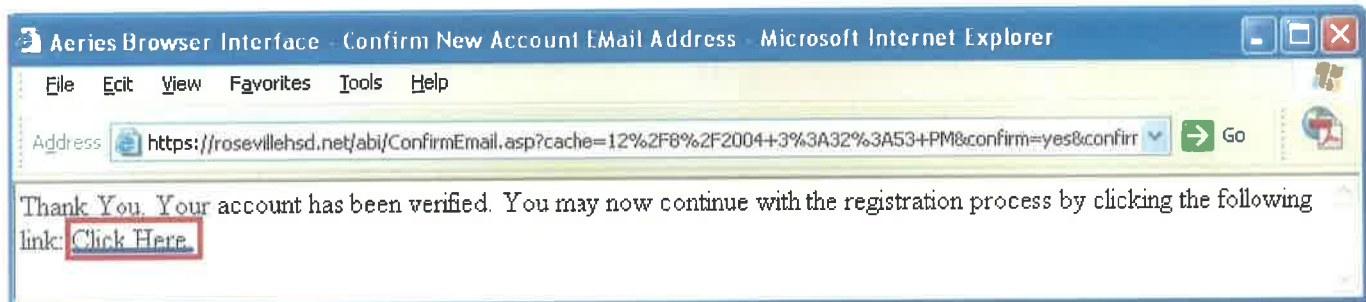 Aeries Browser Interface - Confirm New Account EMail Address - Microsoft Internet Explorer
File Edit View Favorites Tools Help
Address https://rosevillehsd.net/abi/ConfirmEmail.asp?cache=12%2F8%2F2004+3%3A32%3A53+PM&confirm=yes&confirr Go
Thank You. Your account has been verified. You may now continue with the registration process by clicking the following
link: Click Here.